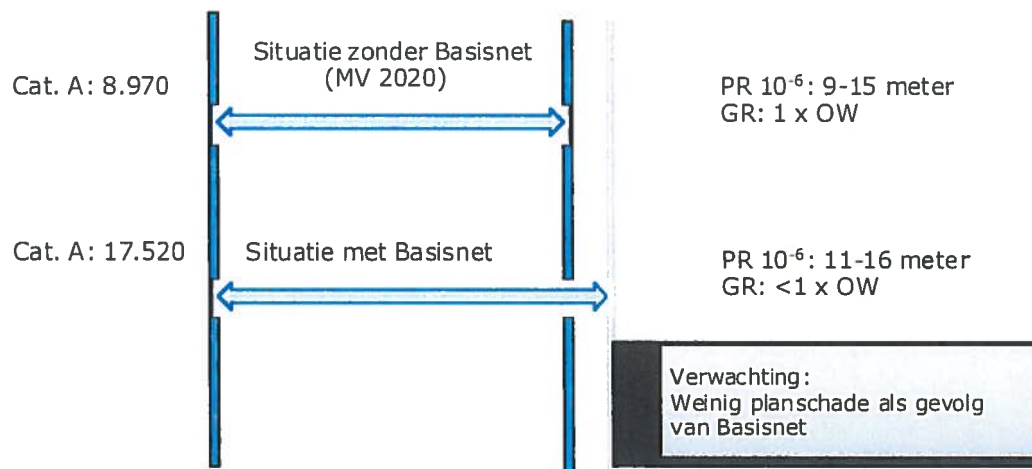 Situatie zonder Basisnet
(MV 2020)
Cat. A: 8.970
PR 10⁻⁶: 9-15 meter
GR: 1 x OW
Cat. A: 17.520
Situatie met Basisnet
PR 10⁻⁶: 11-16 meter
GR: <1 x OW
Verwachting:
Weinig planschade als gevolg
van Basisnet